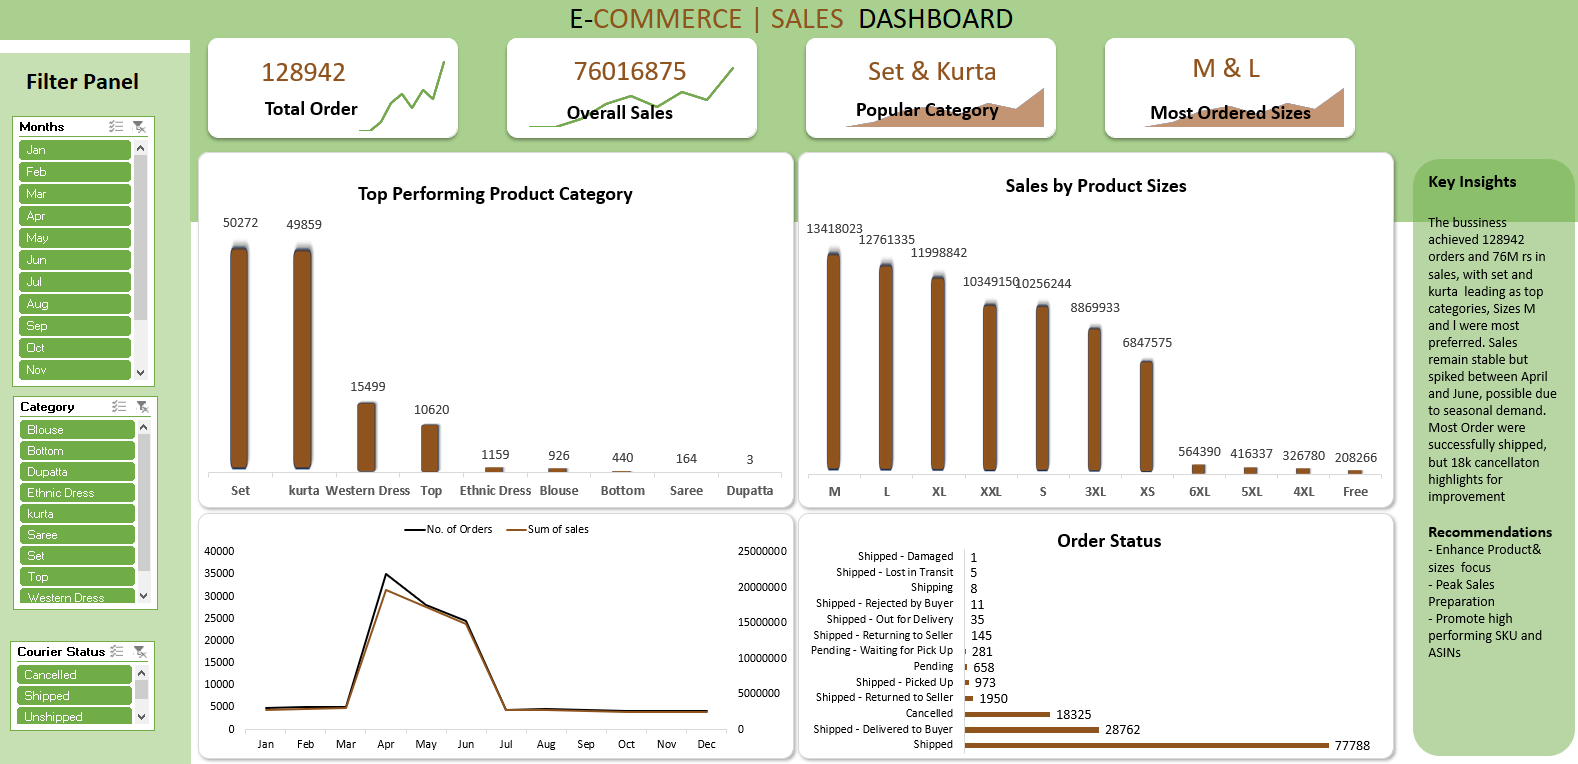 E-COMMERCE | SALES DASHBOARD
Filter Panel
Months
Jan
Feb
Mar
Apr
May
Jun
Jul
Aug
Sep
Oct
Nov
Category
Blouse
Bottom
Dupatta
Ethnic Dress
kurta
Saree
Set
Top
Western Dress
Courier Status
Cancelled
Shipped
Unshipped
128942
Total Order
76016875
Overall Sales
Set & Kurta
Popular Category
M & L
Most Ordered Sizes
Top Performing Product Category
50272 49859 15499 10620 1159 926 440 164 3
Set kurta Western Dress Top Ethnic Dress Blouse Bottom Saree Dupatta
Sales by Product Sizes
13418023 12761335 11998842 10349150 10256244 8869933 6847575 564390 416337 326780 208266
M L XL XXL S 3XL XS 6XL 5XL 4XL Free
No. of Orders Sum of sales
40000 25000000
35000
30000 20000000
25000
20000 15000000
15000 10000000
10000
5000 5000000
0 0
Jan Feb Mar Apr May Jun Jul Aug Sep Oct Nov Dec
Order Status
Shipped - Damaged 1
Shipped - Lost in Transit 5
Shipping 8
Shipped - Rejected by Buyer 11
Shipped - Out for Delivery 35
Shipped - Returning to Seller 145
Pending - Waiting for Pick Up 281
Pending 658
Shipped - Picked Up 973
Shipped - Returned to Seller 1950
Cancelled 18325
Shipped - Delivered to Buyer 28762
Shipped 77788
Key Insights
The bussiness
achieved 128942
orders and 76M rs in
sales, with set and
kurta leading as top
categories, Sizes M
and l were most
preferred. Sales
remain stable but
spiked between April
and June, possible due
to seasonal demand.
Most Order were
successfully shipped,
but 18k cancellaton
highlights for
improvement
Recommendations
- Enhance Product&
sizes focus
- Peak Sales
Preparation
- Promote high
performing SKU and
ASINs